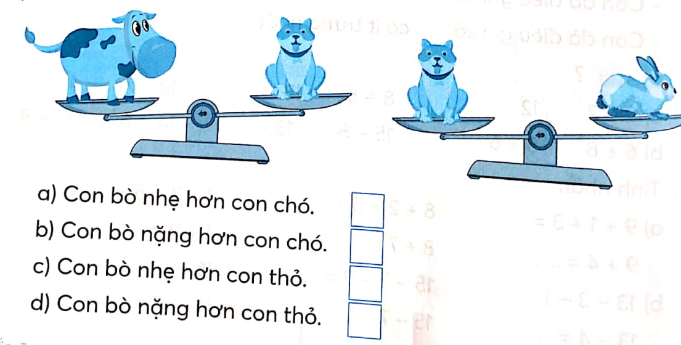 a) Con bò nhẹ hơn con chó.
b) Con bò nặng hơn con chó.
c) Con bò nhẹ hơn con thỏ.
d) Con bò nặng hơn con thỏ.